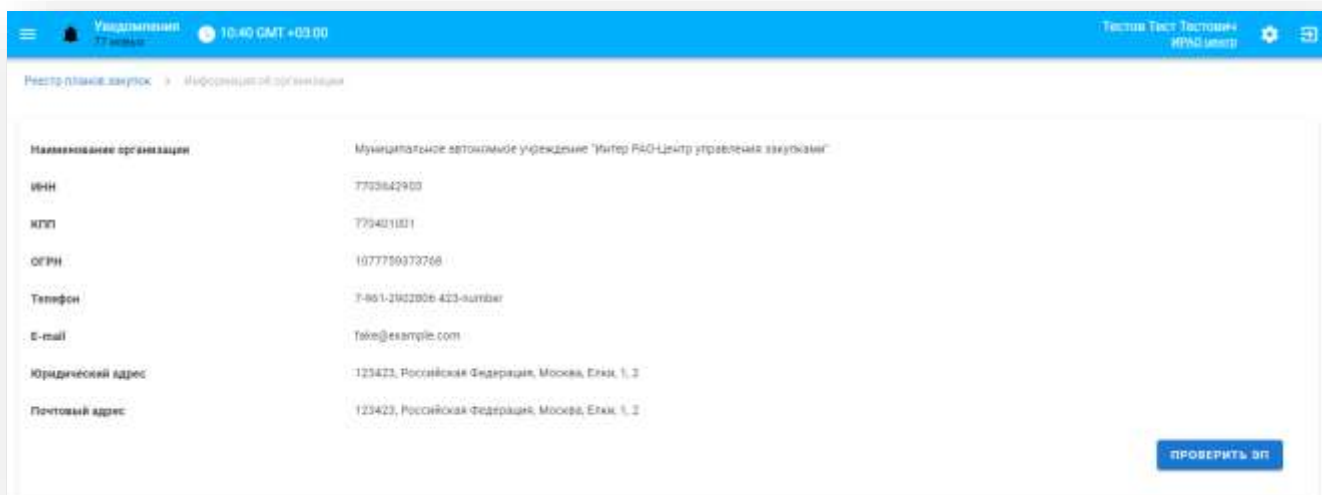 Уведомления
77 новых
10:40 GMT +03:00
Тестов Тест Тестович
ИРАО центр
Реестр планов закупок > Информация об организации
Наименование организации Муниципальное автономное учреждение "Интер РАО-Центр управления закупками"
ИНН 7703642903
КПП 770401001
ОГРН 1077759373768
Телефон 7-961-2902806 423-number
E-mail fake@example.com
Юридический адрес 123423, Российская Федерация, Москва, Елки, 1, 2
Почтовый адрес 123423, Российская Федерация, Москва, Елки, 1, 2
ПРОВЕРИТЬ ЭП